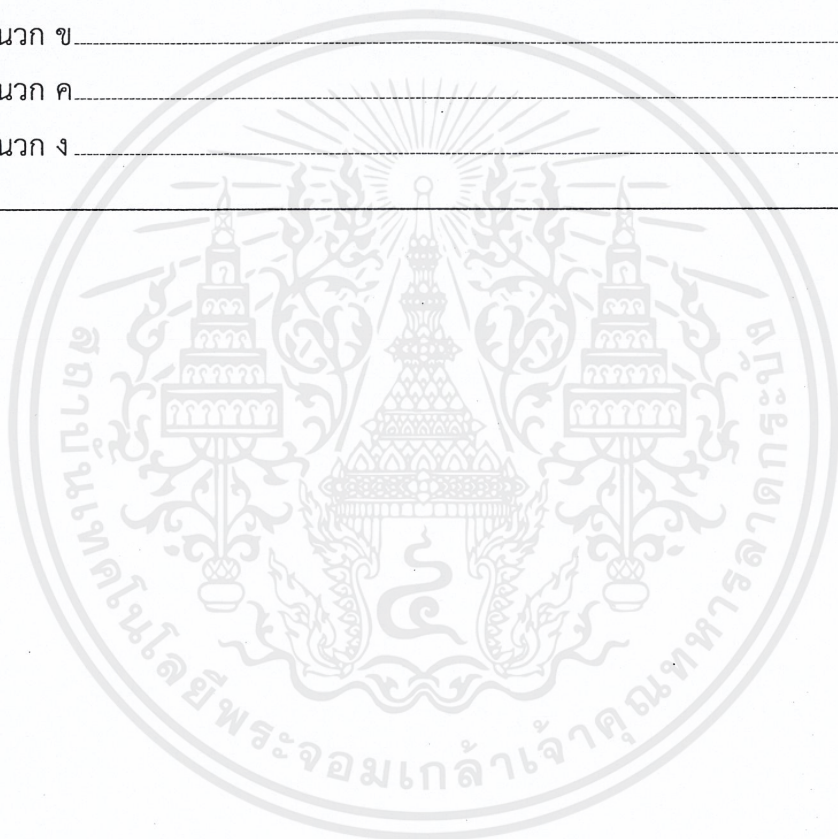 นวก ข
นวก ค
นวก ง
สถาบันเทคโนโลยีพระจอมเกล้าเจ้าคุณทหารลาดกระบัง